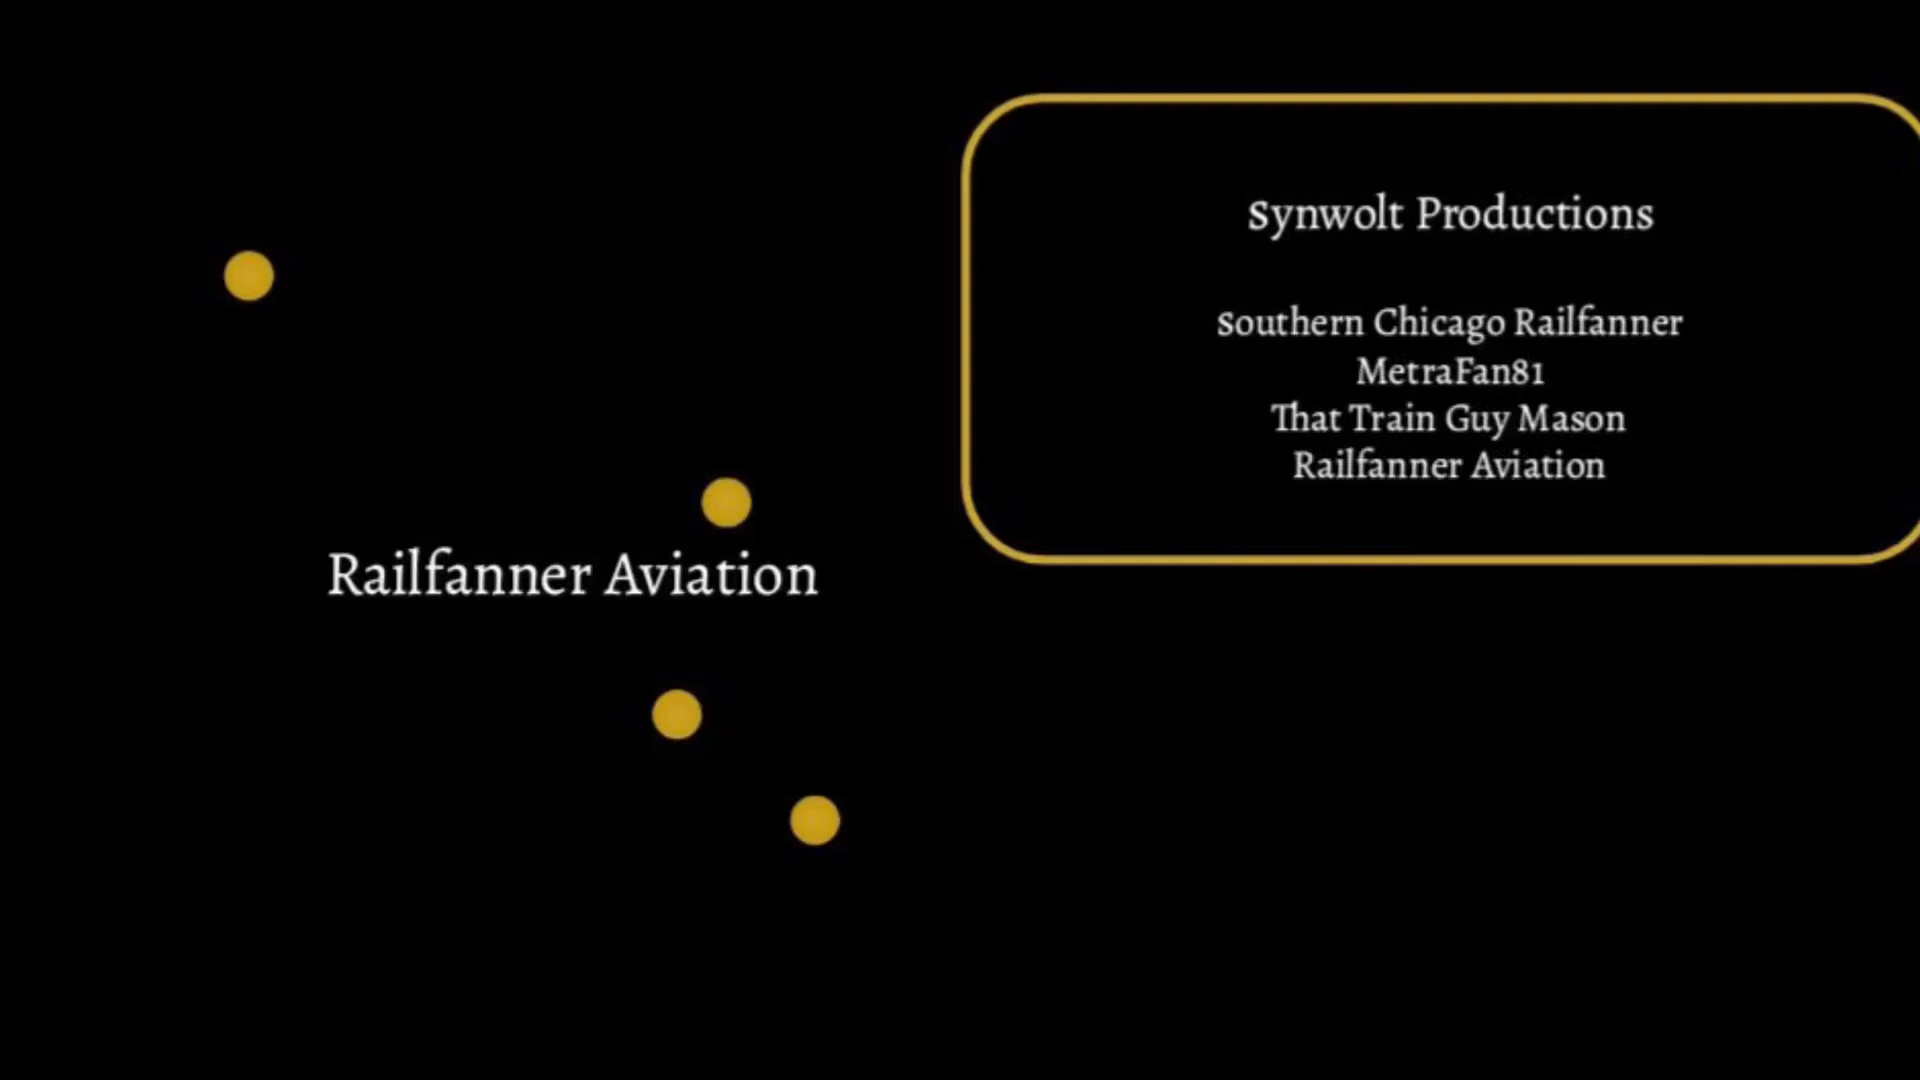 Railfanner Aviation
Synwolt Productions
Southern Chicago Railfanner
MetraFan81
That Train Guy Mason
Railfanner Aviation